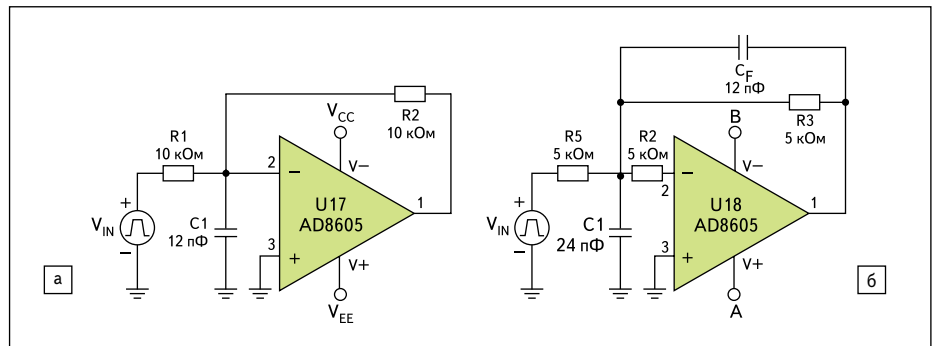 R1
10 кОм
V_IN
+
−
C1
12 пФ
2
3
−
+
U17
AD8605
V_CC
V−
V+
V_EE
1
R2
10 кОм
а
C_F
12 пФ
R3
5 кОм
R5
5 кОм
R2
5 кОм
V_IN
+
−
C1
24 пФ
2
3
−
+
U18
AD8605
B
V−
V+
A
1
б